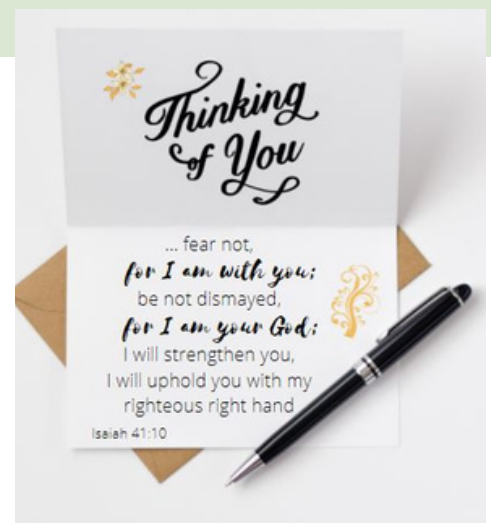 Thinking
of You
... fear not,
for I am with you;
be not dismayed,
for I am your God;
I will strengthen you,
I will uphold you with my
righteous right hand
Isaiah 41:10